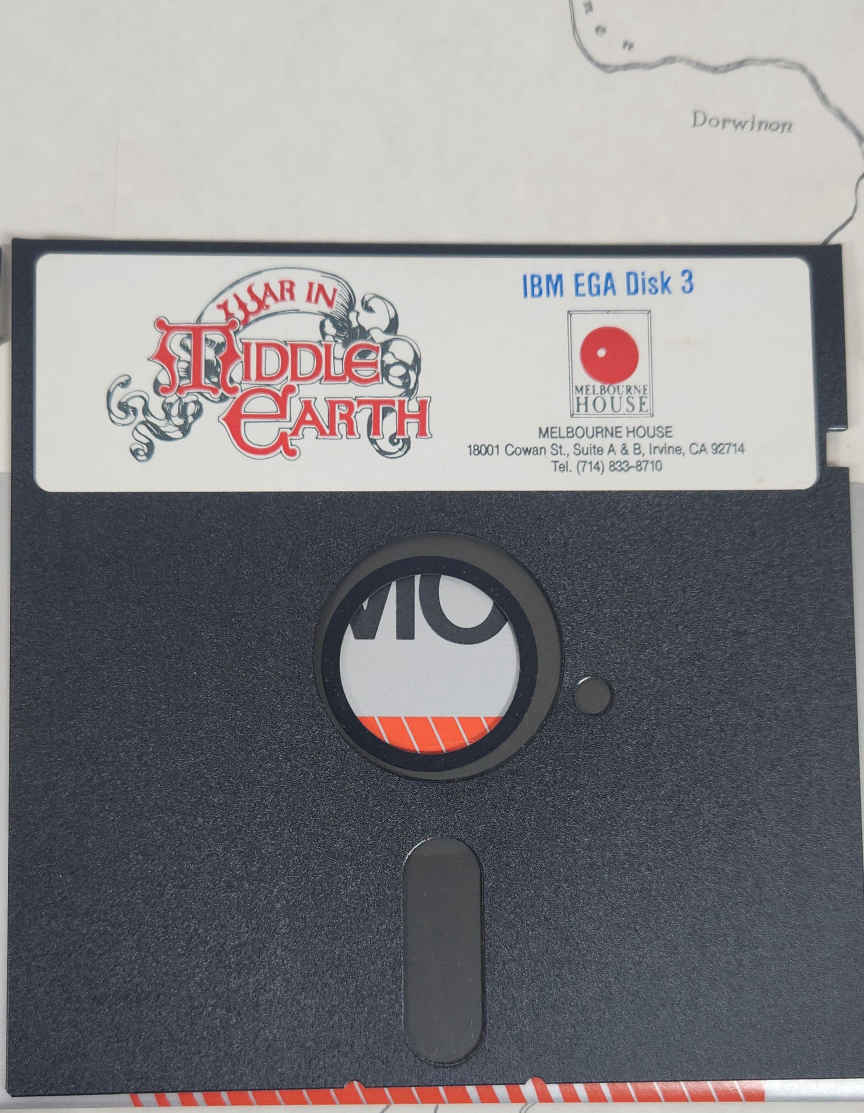 n
e
n
Dorwinon
WAR IN
MIDDLE
EARTH
IBM EGA Disk 3
MELBOURNE
HOUSE
MELBOURNE HOUSE
18001 Cowan St., Suite A & B, Irvine, CA 92714
Tel. (714) 833-8710